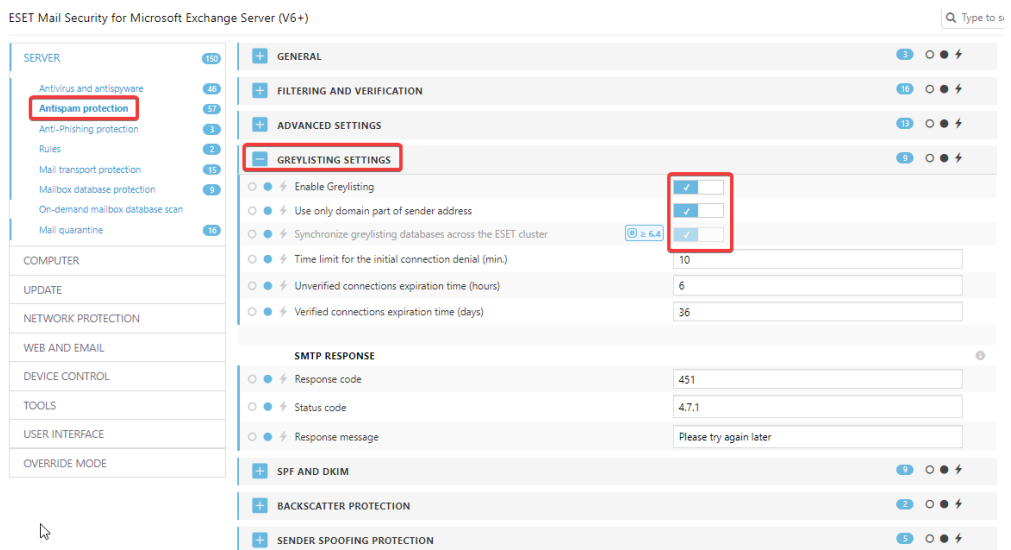 ESET Mail Security for Microsoft Exchange Server (V6+)
Type to
SERVER 150
Antivirus and antispyware 46
Antispam protection 57
Anti-Phishing protection 3
Rules 2
Mail transport protection 15
Mailbox database protection 9
On-demand mailbox database scan
Mail quarantine 16
COMPUTER
UPDATE
NETWORK PROTECTION
WEB AND EMAIL
DEVICE CONTROL
TOOLS
USER INTERFACE
OVERRIDE MODE
GENERAL 3
FILTERING AND VERIFICATION 16
ADVANCED SETTINGS 13
GREYLISTING SETTINGS 9
Enable Greylisting
Use only domain part of sender address
Synchronize greylisting databases across the ESET cluster ≥ 6.4
Time limit for the initial connection denial (min.) 10
Unverified connections expiration time (hours) 6
Verified connections expiration time (days) 36
SMTP RESPONSE
Response code 451
Status code 4.7.1
Response message Please try again later
SPF AND DKIM 9
BACKSCATTER PROTECTION 2
SENDER SPOOFING PROTECTION 5